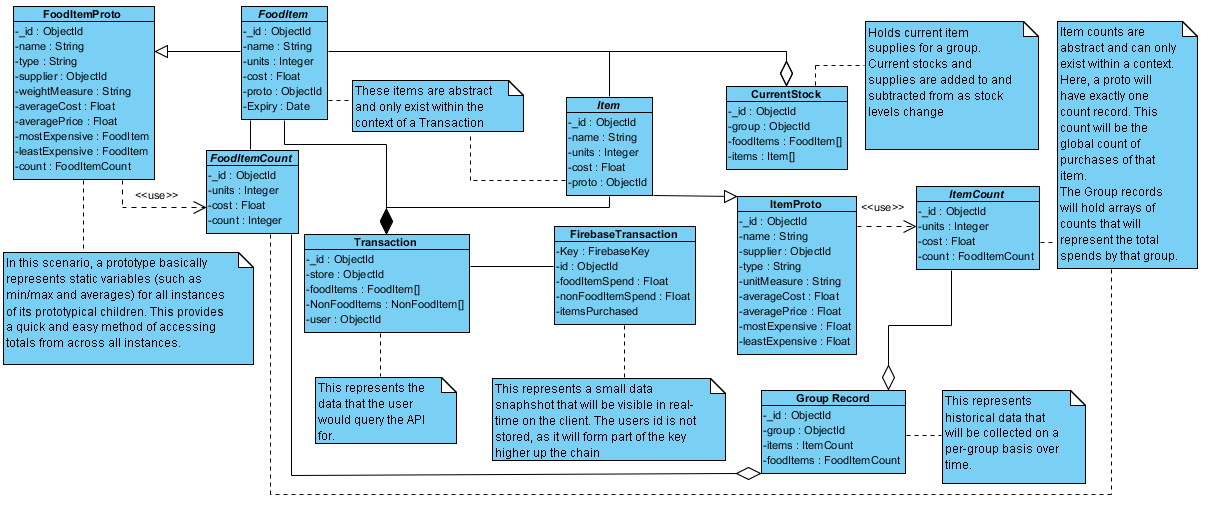 FoodItemProto
-_id : ObjectId
-name : String
-type : String
-supplier : ObjectId
-weightMeasure : String
-averageCost : Float
-averagePrice : Float
-mostExpensive : FoodItem
-leastExpensive : FoodItem
-count : FoodItemCount
FoodItem
-_id : ObjectId
-name : String
-units : Integer
-cost : Float
-proto : ObjectId
-Expiry : Date
These items are abstract
and only exist within the
context of a Transaction
Item
-_id : ObjectId
-name : String
-units : Integer
-cost : Float
-proto : ObjectId
CurrentStock
-_id : ObjectId
-group : ObjectId
-foodItems : FoodItem[]
-items : Item[]
Holds current item
supplies for a group.
Current stocks and
supplies are added to and
subtracted from as stock
levels change
Item counts are
abstract and can only
exist within a context.
Here, a proto will
have exactly one
count record. This
count will be the
global count of
purchases of that
item.
The Group records
will hold arrays of
counts that will
represent the total
spends by that group.
<<use>>
FoodItemCount
-_id : ObjectId
-units : Integer
-cost : Float
-count : Integer
ItemProto
-_id : ObjectId
-name : String
-supplier : ObjectId
-type : String
-unitMeasure : String
-averageCost : Float
-averagePrice : Float
-mostExpensive : Float
-leastExpensive : Float
<<use>>
ItemCount
-_id : ObjectId
-units : Integer
-cost : Float
-count : FoodItemCount
In this scenario, a prototype basically
represents static variables (such as
min/max and averages) for all instances
of its prototypical children. This provides
a quick and easy method of accessing
totals from across all instances.
Transaction
-_id : ObjectId
-store : ObjectId
-foodItems : FoodItem[]
-NonFoodItems : NonFoodItem[]
-user : ObjectId
FirebaseTransaction
-Key : FirebaseKey
-id : ObjectId
-foodItemSpend : Float
-nonFoodItemSpend : Float
-itemsPurchased
This represents the
data that the user
would query the API
for.
This represents a small data
snaphshot that will be visible in real-
time on the client. The users id is not
stored, as it will form part of the key
higher up the chain
Group Record
-_id : ObjectId
-group : ObjectId
-items : ItemCount
-foodItems : FoodItemCount
This represents
historical data that
will be collected on a
per-group basis over
time.